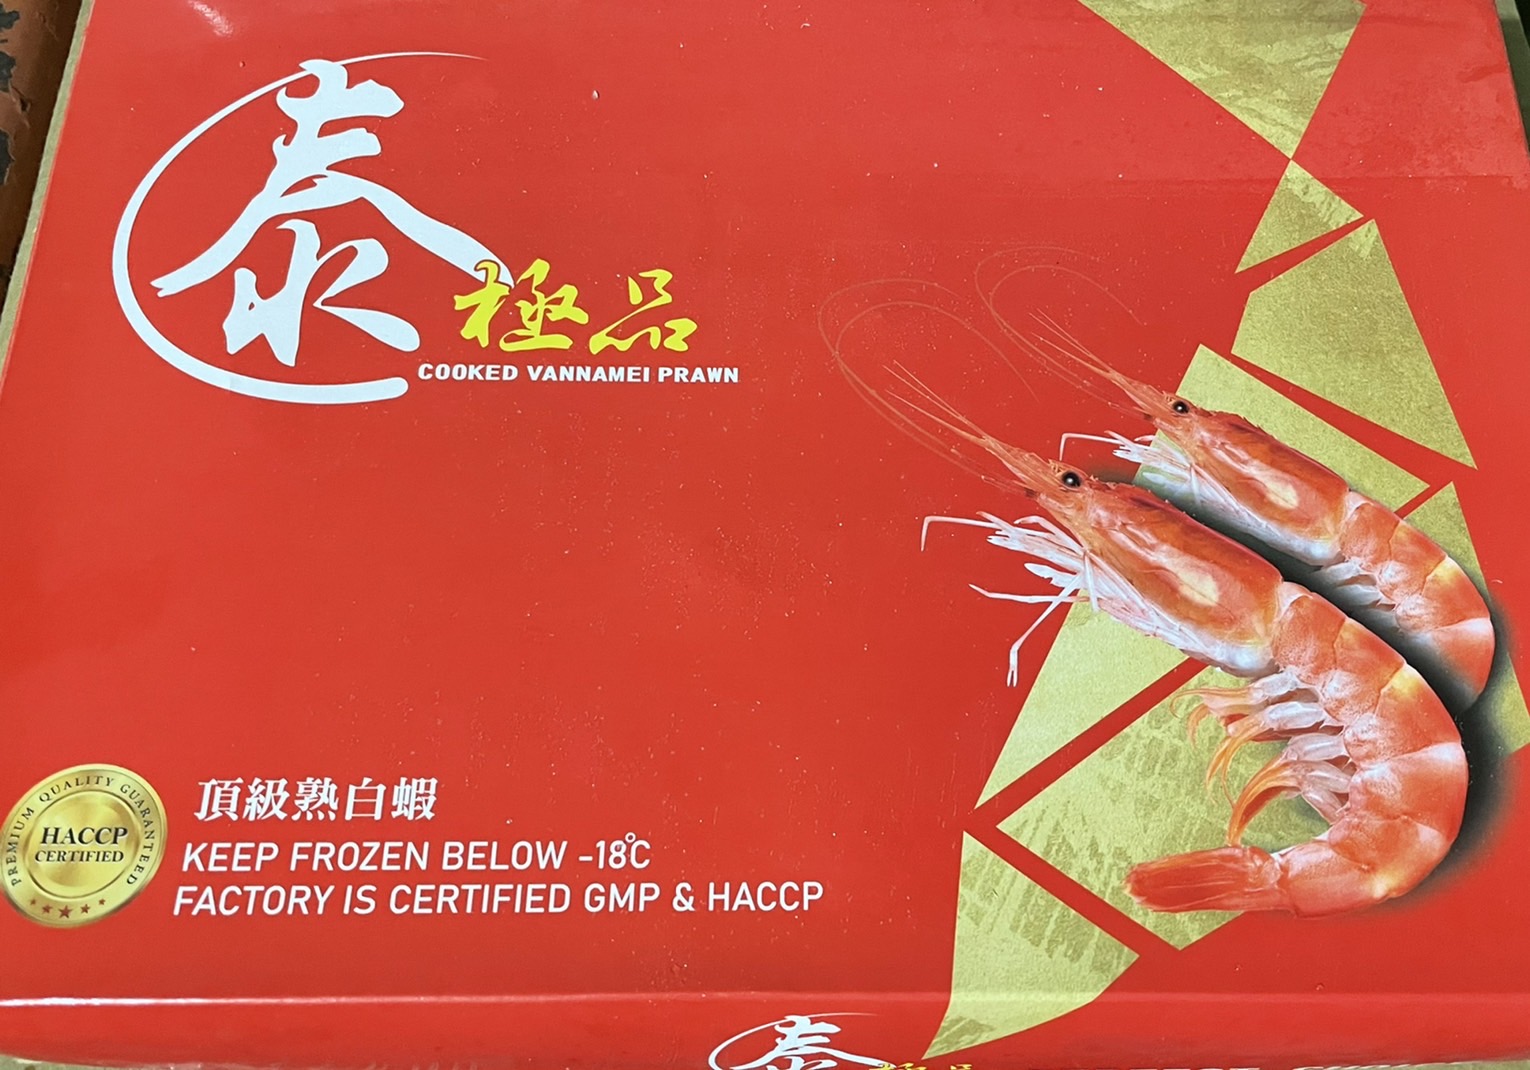 泰
極品
COOKED VANNAMEI PRAWN
PREMIUM QUALITY GUARANTEED
HACCP
CERTIFIED
頂級熟白蝦
KEEP FROZEN BELOW -18℃
FACTORY IS CERTIFIED GMP & HACCP
泰